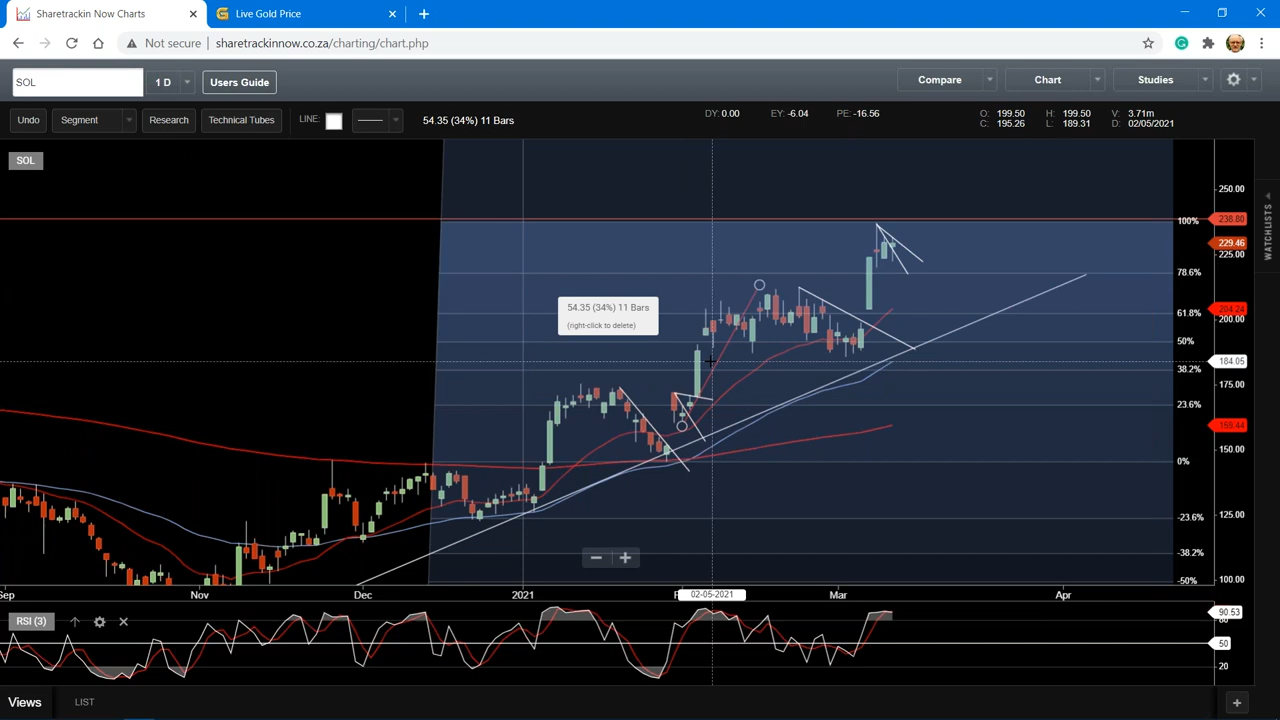 Sharetrackin Now Charts
Live Gold Price
Not secure sharetrackinnow.co.za/charting/chart.php
SOL 1 D Users Guide Compare Chart Studies
Undo Segment Research Technical Tubes LINE: 54.35 (34%) 11 Bars DY: 0.00 EY: -6.04 PE: -16.56 O: 199.50 H: 199.50 V: 3.71m
C: 195.26 L: 189.31 D: 02/05/2021
SOL
WATCHLISTS
250.00
100% 238.80
229.46
225.00
78.6%
54.35 (34%) 11 Bars
(right-click to delete)
204.24
61.8% 200.00
50%
184.05
38.2%
175.00
23.6%
159.44
150.00
0%
125.00
-23.6%
-38.2%
-50% 100.00
Sep Nov Dec 2021 02-05-2021 Mar Apr
RSI (3)
90.53
80
50
20
Views LIST